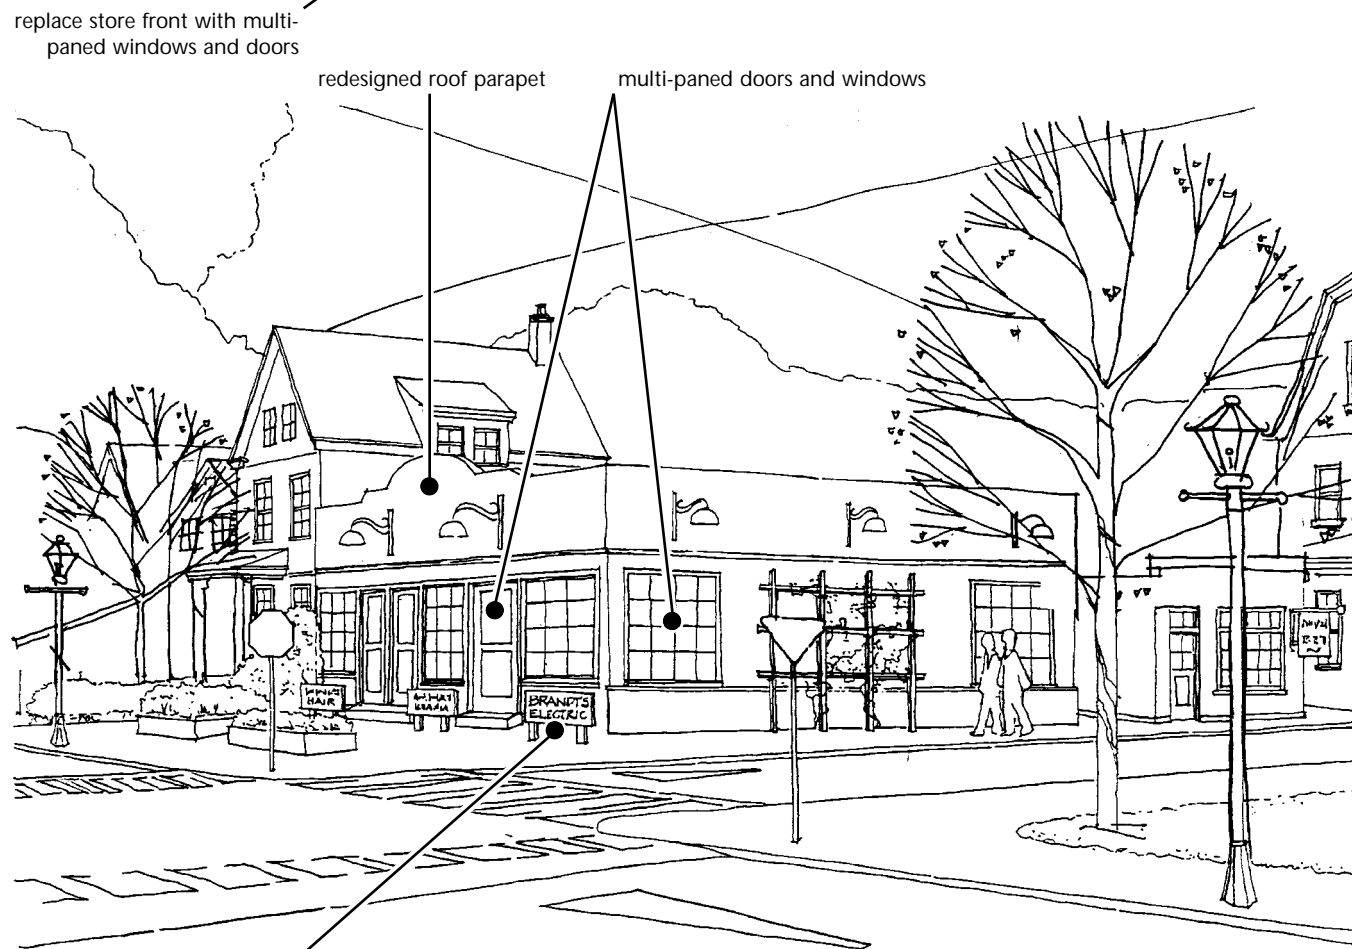 replace store front with multi-
paned windows and doors
redesigned roof parapet
multi-paned doors and windows
HAIR
BRANDT'S
ELECTRIC